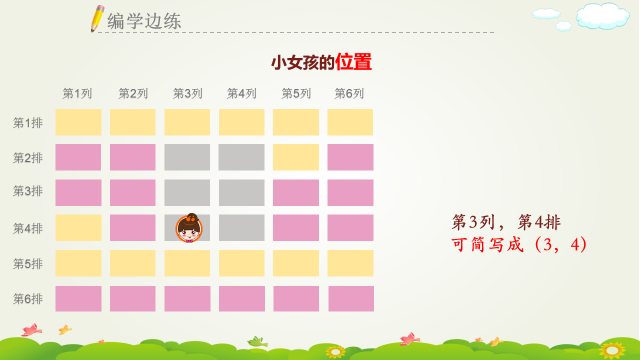 编学边练
小女孩的位置
第1列 第2列 第3列 第4列 第5列 第6列
第1排
第2排
第3排
第4排
第5排
第6排
第3列，第4排
可简写成（3，4）